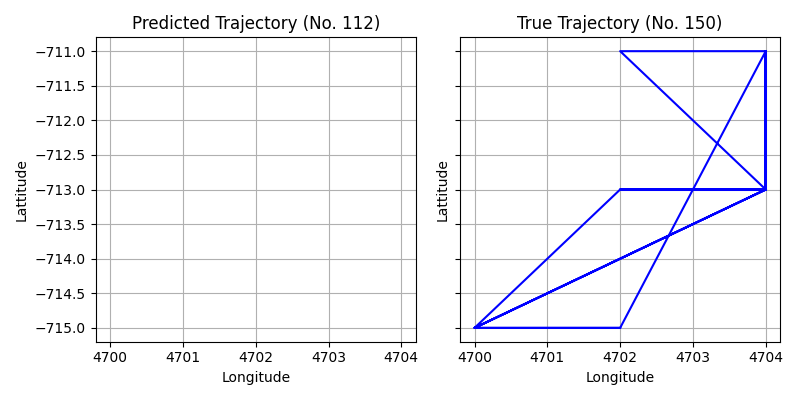 Predicted Trajectory (No. 112)
Lattitude
−711.0
−711.5
−712.0
−712.5
−713.0
−713.5
−714.0
−714.5
−715.0
4700 4701 4702 4703 4704
Longitude
True Trajectory (No. 150)
Lattitude
4700 4701 4702 4703 4704
Longitude